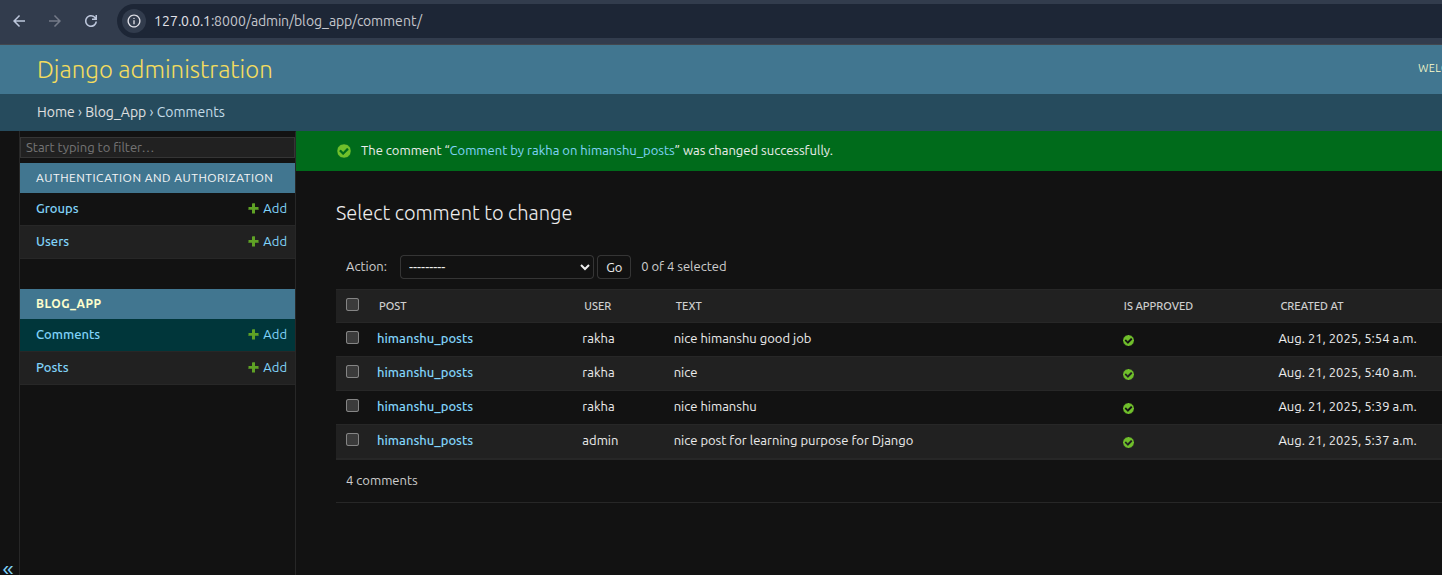 127.0.0.1:8000/admin/blog_app/comment/
Django administration
WEL
Home › Blog_App › Comments
Start typing to filter…
The comment “Comment by rakha on himanshu_posts” was changed successfully.
AUTHENTICATION AND AUTHORIZATION
Groups + Add
Users + Add
BLOG_APP
Comments + Add
Posts + Add
Select comment to change
Action: --------- Go 0 of 4 selected
POST USER TEXT IS APPROVED CREATED AT
himanshu_posts rakha nice himanshu good job Aug. 21, 2025, 5:54 a.m.
himanshu_posts rakha nice Aug. 21, 2025, 5:40 a.m.
himanshu_posts rakha nice himanshu Aug. 21, 2025, 5:39 a.m.
himanshu_posts admin nice post for learning purpose for Django Aug. 21, 2025, 5:37 a.m.
4 comments
«